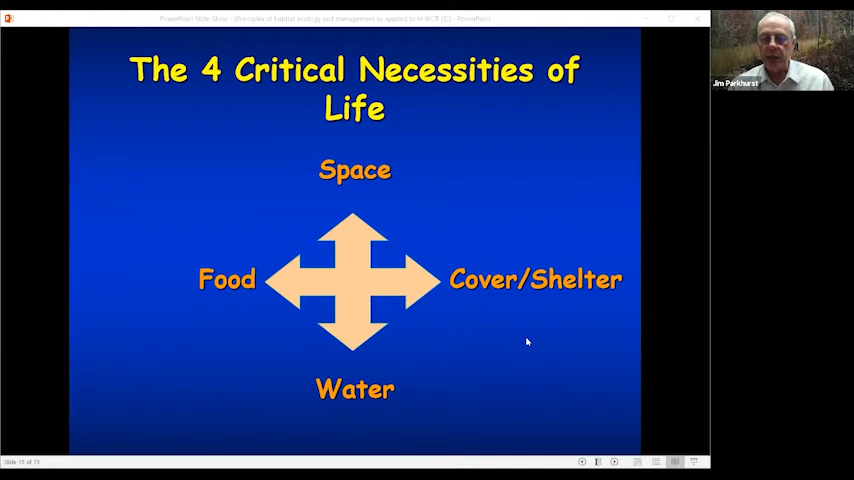 PowerPoint Slide Show - [Principles of habitat ecology and management as applied to H-WCR (2)] - PowerPoint
The 4 Critical Necessities of
Life
Space
Food
Cover/Shelter
Water
Slide 15 of 73
Jim Parkhurst